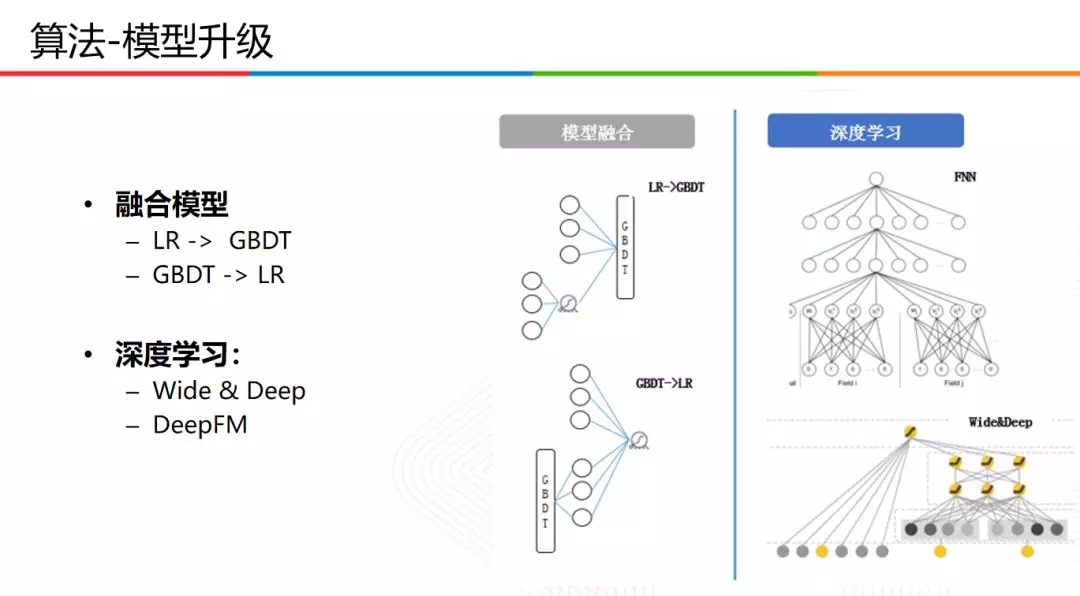 算法-模型升级
• 融合模型
– LR -> GBDT
– GBDT -> LR
• 深度学习：
– Wide & Deep
– DeepFM
模型融合
LR->GBDT
GBDT
GBDT->LR
GBDT
深度学习
FNN
Field i
Field j
Wide&Deep